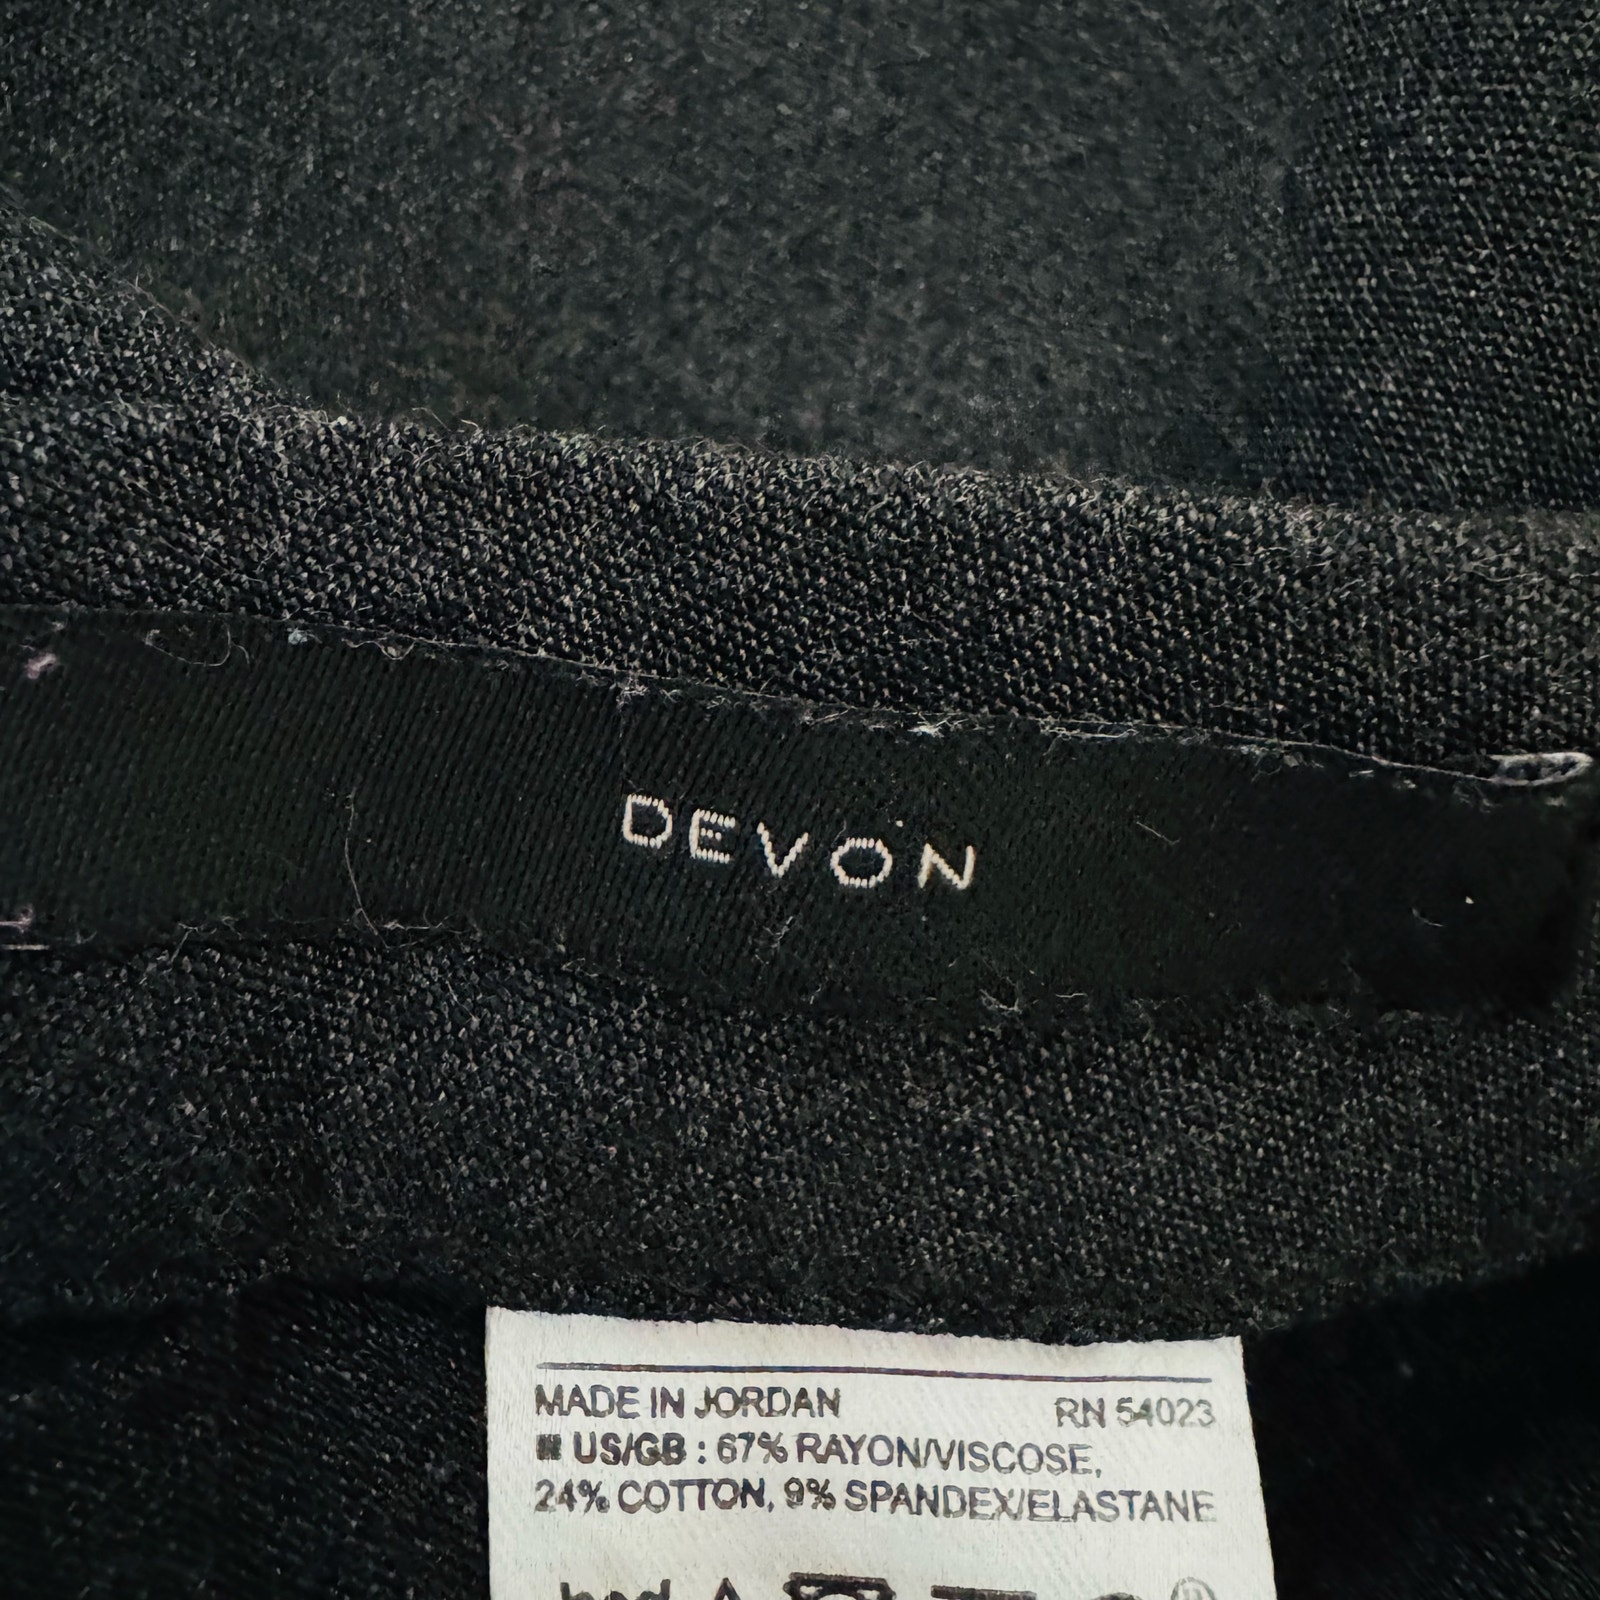 DEVON
MADE IN JORDAN RN 54023
US/GB : 67% RAYON/VISCOSE,
24% COTTON, 9% SPANDEX/ELASTANE